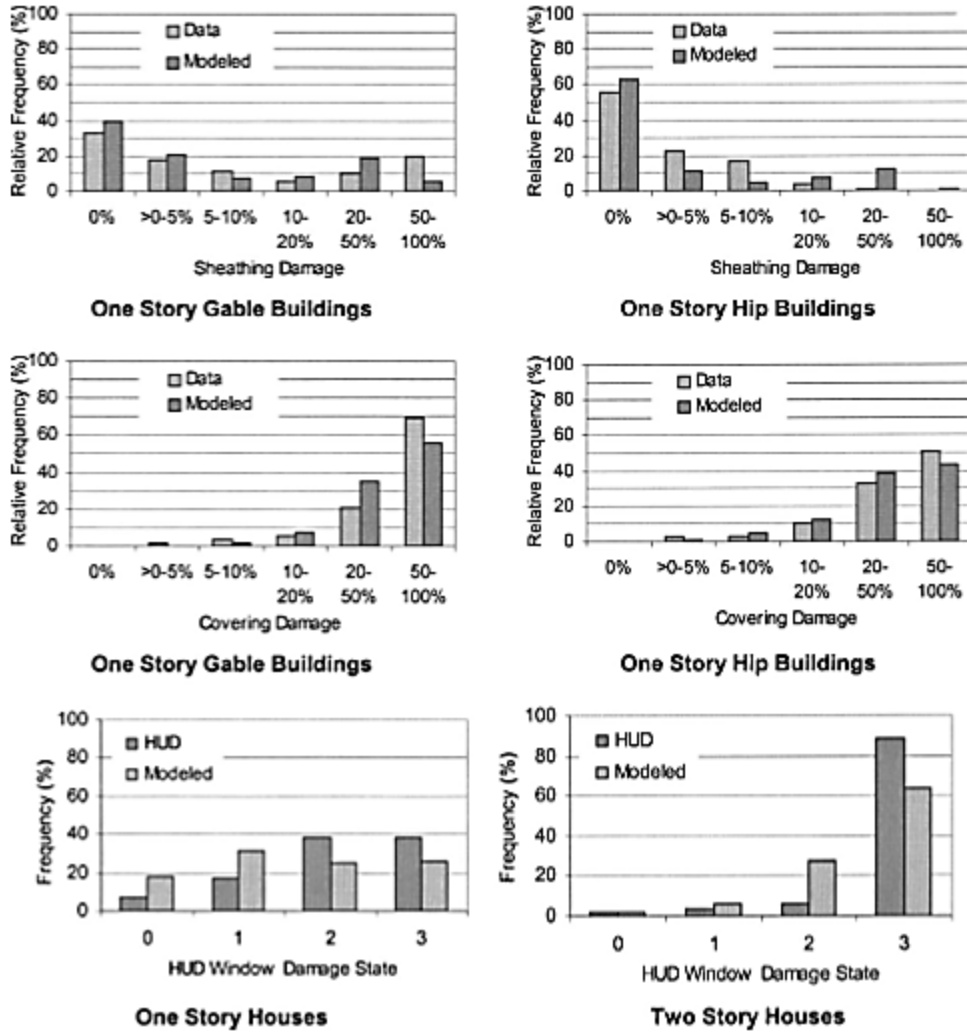 Relative Frequency (%)
100
80
60
40
20
0
Data
Modeled
0% >0-5% 5-10% 10- 20- 50-
20% 50% 100%
Sheathing Damage
One Story Gable Buildings
Relative Frequency (%)
100
80
60
40
20
0
Data
Modeled
0% >0-5% 5-10% 10- 20- 50-
20% 50% 100%
Sheathing Damage
One Story Hip Buildings
Relative Frequency (%)
100
80
60
40
20
0
Data
Modeled
0% >0-5% 5-10% 10- 20- 50-
20% 50% 100%
Covering Damage
One Story Gable Buildings
Relative Frequency (%)
100
80
60
40
20
0
Data
Modeled
0% >0-5% 5-10% 10- 20- 50-
20% 50% 100%
Covering Damage
One Story Hip Buildings
Frequency (%)
100
80
60
40
20
0
HUD
Modeled
0 1 2 3
HUD Window Damage State
One Story Houses
Frequency (%)
100
80
60
40
20
0
HUD
Modeled
0 1 2 3
HUD Window Damage State
Two Story Houses